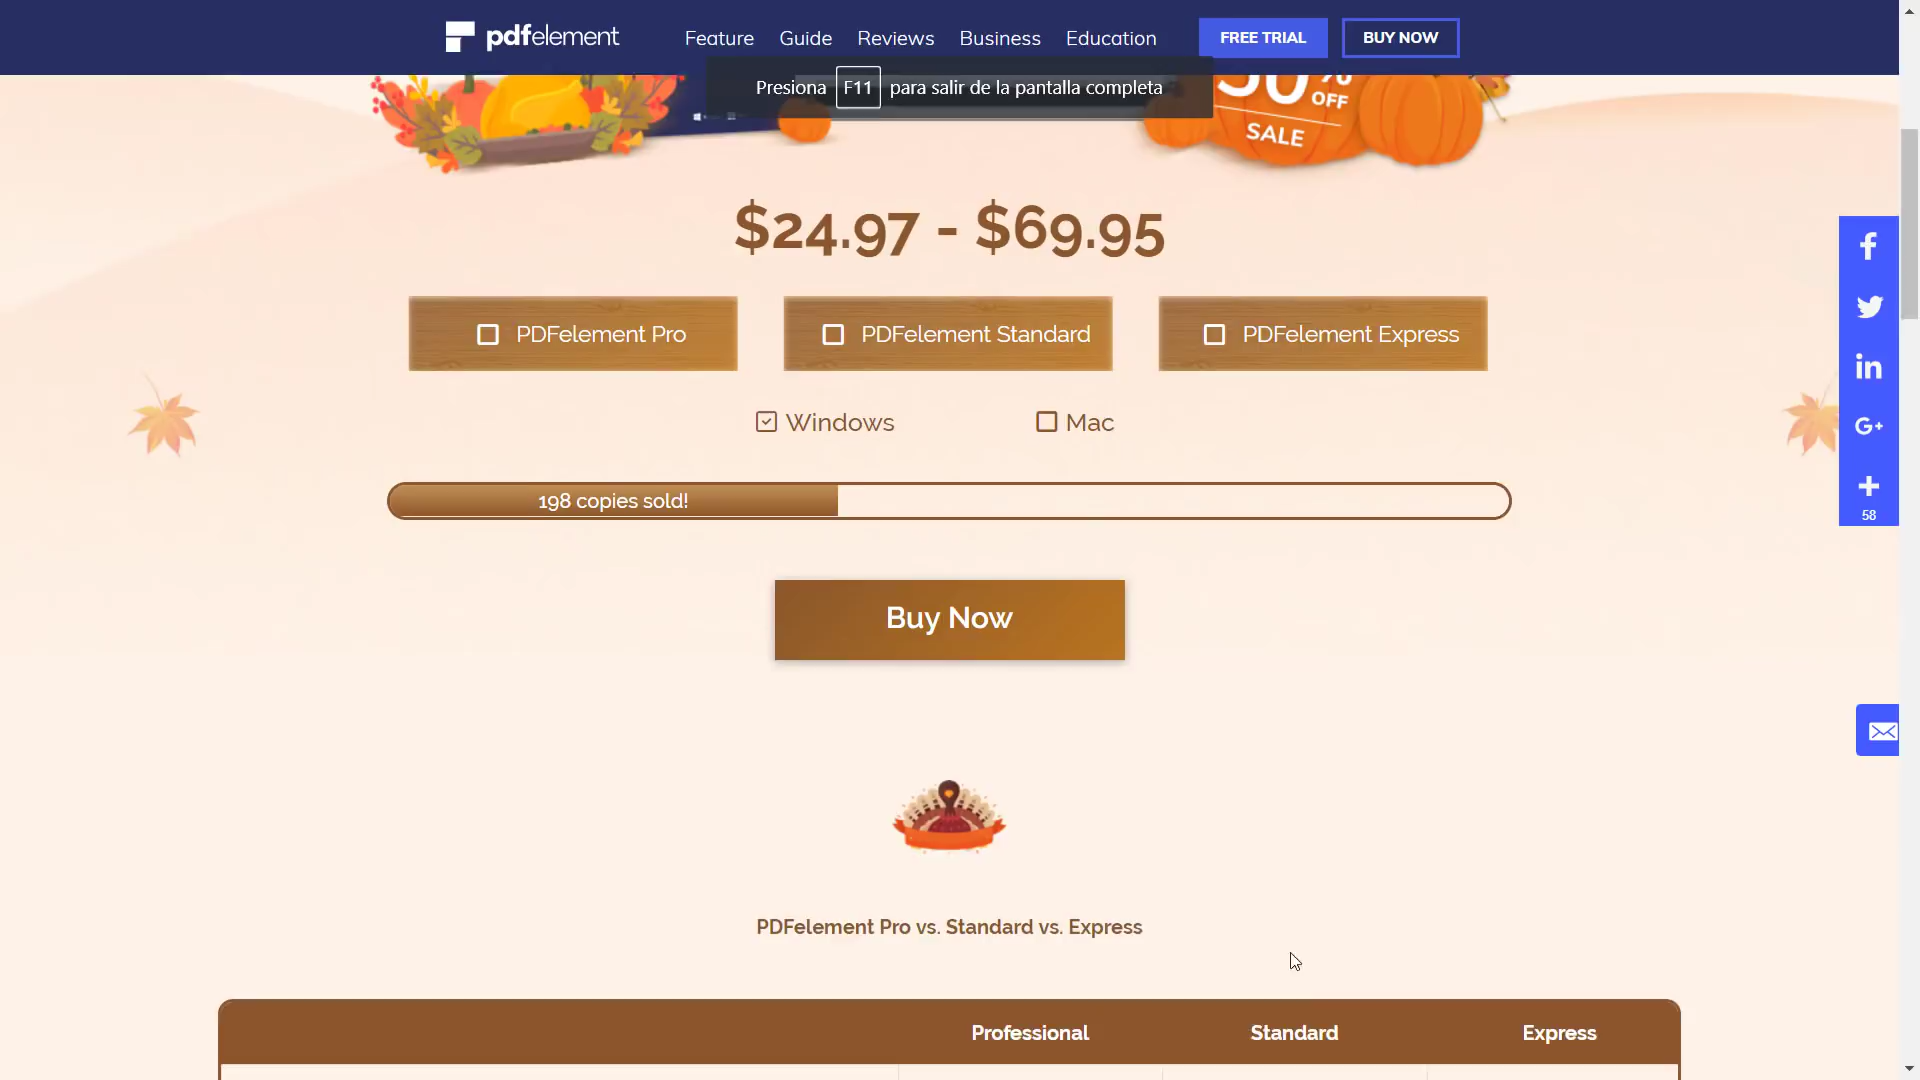 pdfelement
Feature Guide Reviews Business Education FREE TRIAL BUY NOW
Presiona F11 para salir de la pantalla completa
OFF
SALE
$24.97 - $69.95
PDFelement Pro
PDFelement Standard
PDFelement Express
Windows
Mac
198 copies sold!
58
Buy Now
PDFelement Pro vs. Standard vs. Express
Professional Standard Express